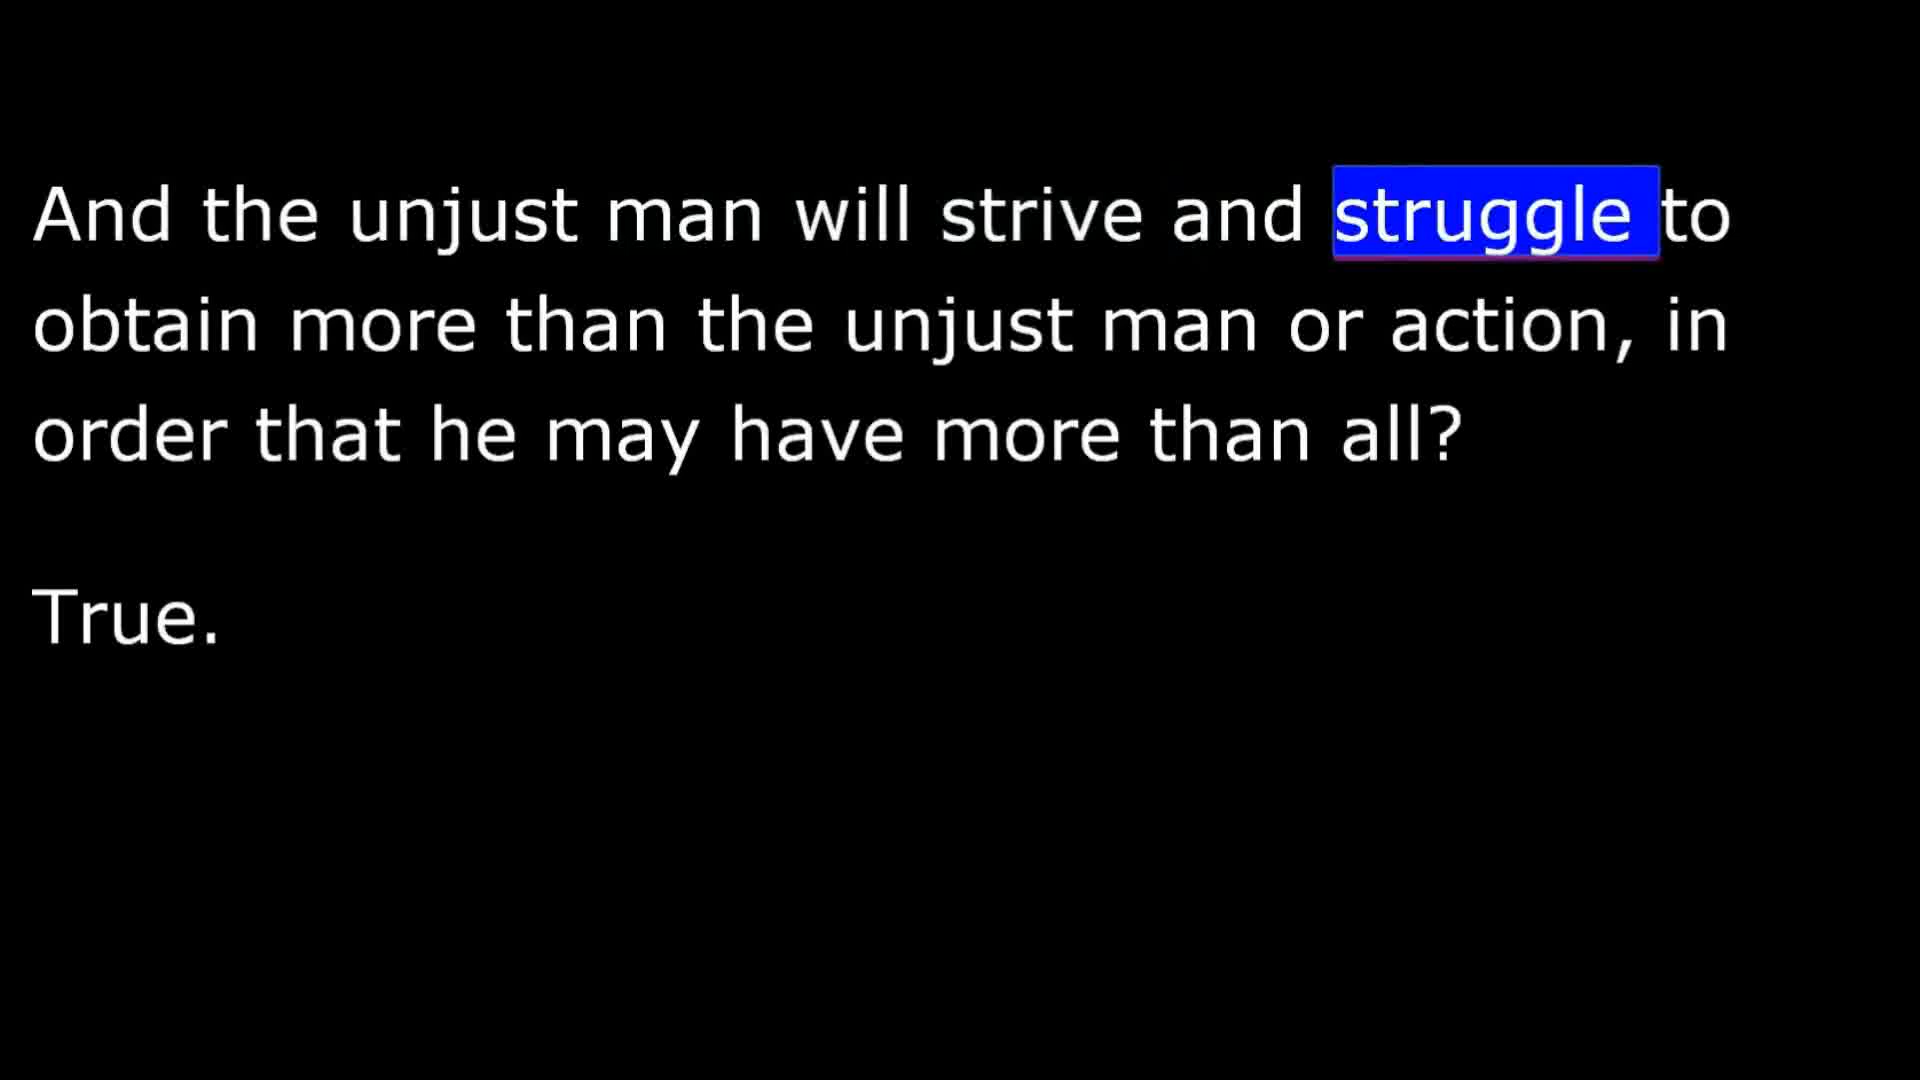 And the unjust man will strive and struggle to
obtain more than the unjust man or action, in
order that he may have more than all?
True.